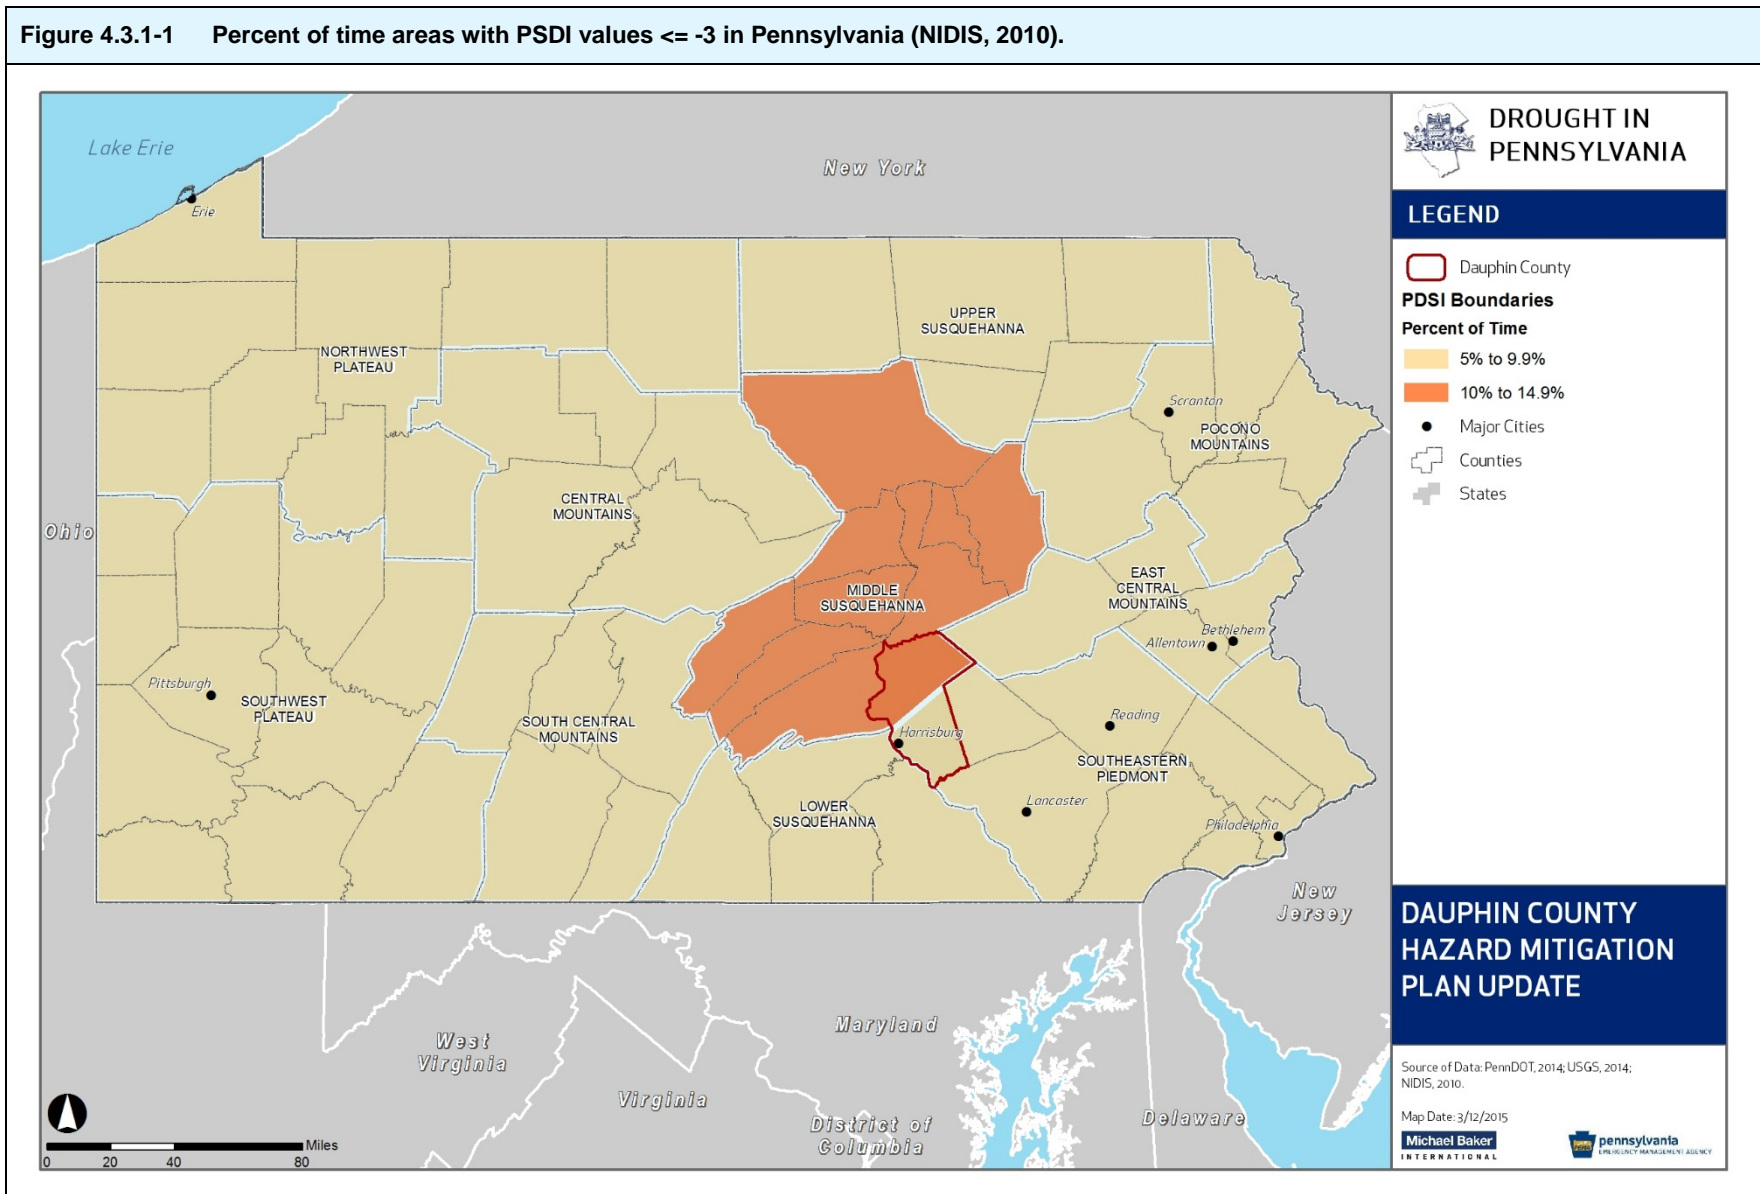 Figure 4.3.1-1 Percent of time areas with PSDI values <= -3 in Pennsylvania (NIDIS, 2010).
Lake Erie
New York
Erie
UPPER
SUSQUEHANNA
NORTHWEST
PLATEAU
Scranton
POCONO
MOUNTAINS
CENTRAL
MOUNTAINS
Ohio
EAST
CENTRAL
MOUNTAINS
MIDDLE
SUSQUEHANNA
Bethlehem
Allentown
Pittsburgh
SOUTHWEST
PLATEAU
SOUTH CENTRAL
MOUNTAINS
Reading
Harrisburg
SOUTHEASTERN
PIEDMONT
Lancaster
LOWER
SUSQUEHANNA
Philadelphia
New
Jersey
Maryland
West
Virginia
Virginia
District of
Columbia
Delaware
Miles
0 20 40 80
DROUGHT IN
PENNSYLVANIA
LEGEND
Dauphin County
PDSI Boundaries
Percent of Time
5% to 9.9%
10% to 14.9%
Major Cities
Counties
States
DAUPHIN COUNTY
HAZARD MITIGATION
PLAN UPDATE
Source of Data: PennDOT, 2014; USGS, 2014;
NIDIS, 2010.
Map Date: 3/12/2015
Michael Baker
INTERNATIONAL
pennsylvania
EMERGENCY MANAGEMENT AGENCY